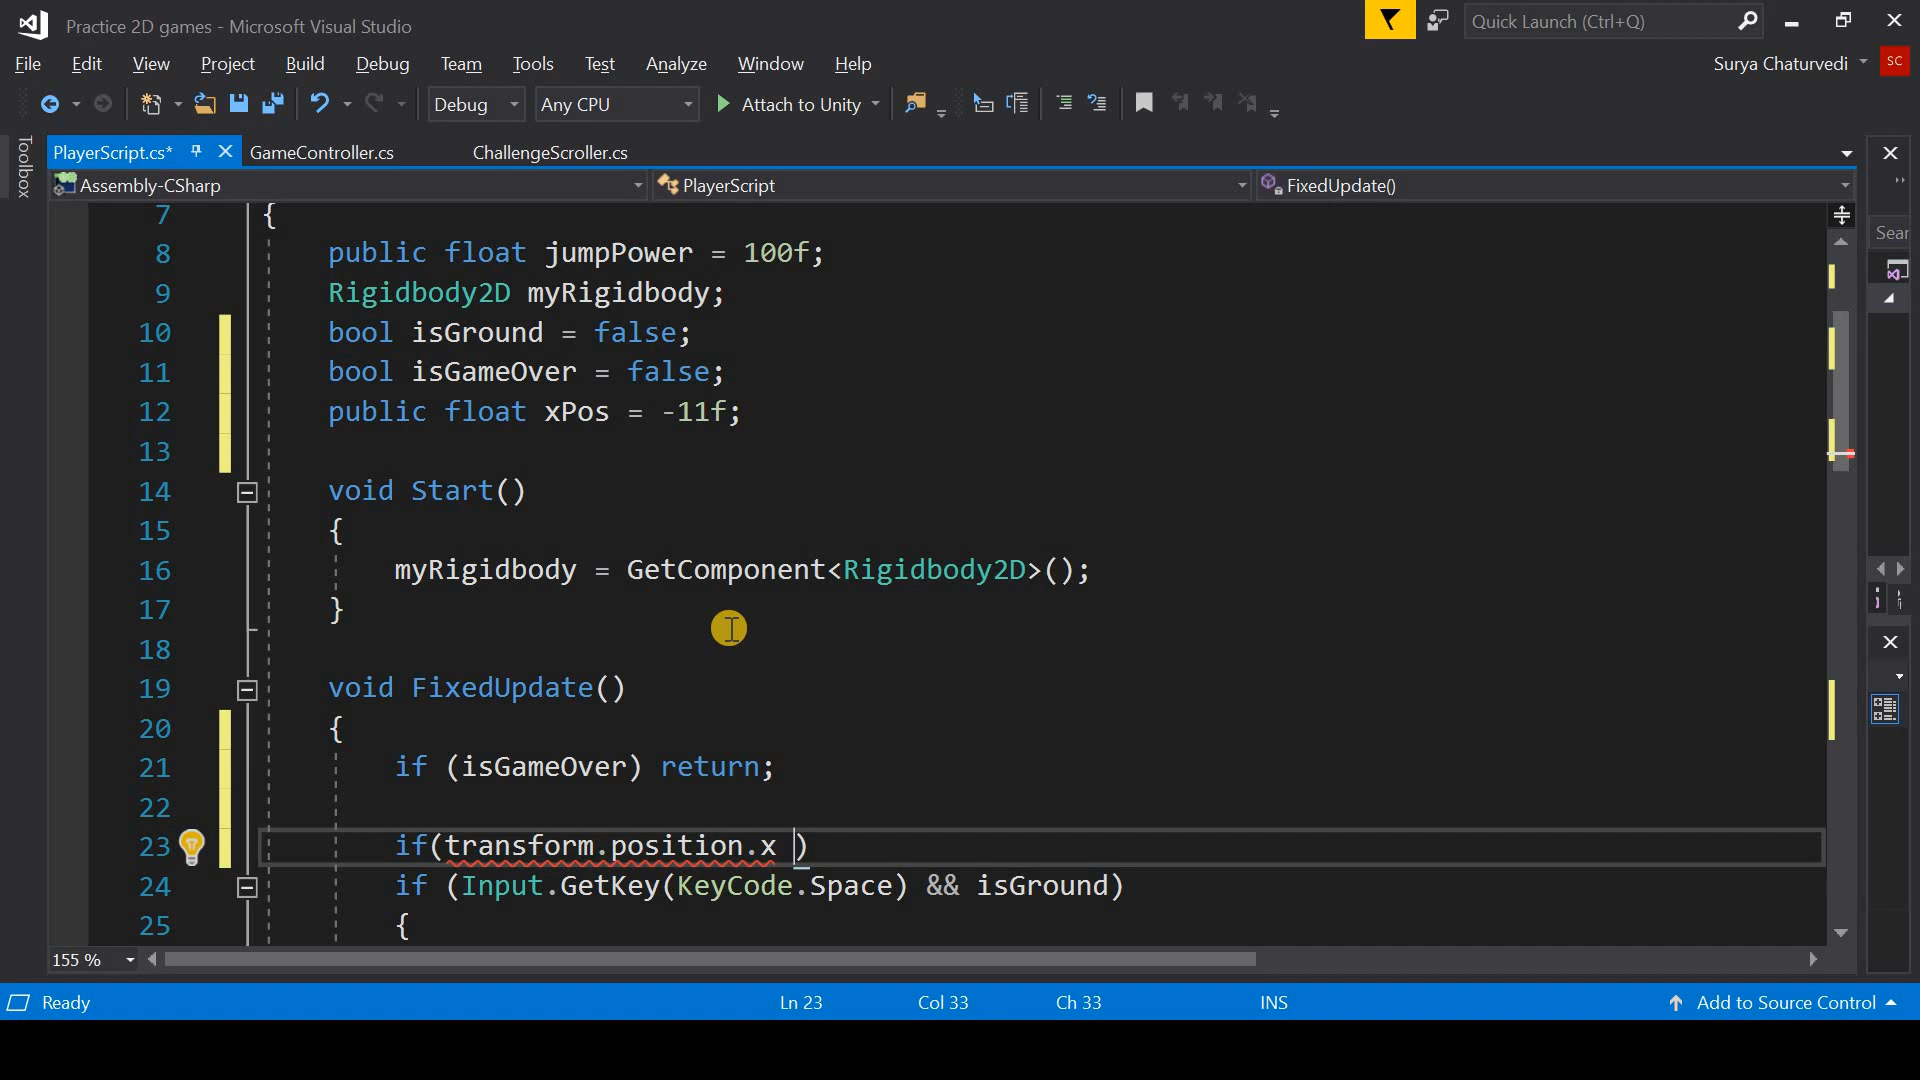 Practice 2D games - Microsoft Visual Studio
Quick Launch (Ctrl+Q)
File Edit View Project Build Debug Team Tools Test Analyze Window Help
Surya Chaturvedi SC
Debug Any CPU Attach to Unity
Toolbox
PlayerScript.cs* GameController.cs ChallengeScroller.cs
Assembly-CSharp PlayerScript FixedUpdate()
Sear
7 {
8 public float jumpPower = 100f;
9 Rigidbody2D myRigidbody;
10 bool isGround = false;
11 bool isGameOver = false;
12 public float xPos = -11f;
13
14 void Start()
15 {
16 myRigidbody = GetComponent<Rigidbody2D>();
17 }
18
19 void FixedUpdate()
20 {
21 if (isGameOver) return;
22
23 if(transform.position.x )
24 if (Input.GetKey(KeyCode.Space) && isGround)
25 {
155 %
Ready Ln 23 Col 33 Ch 33 INS Add to Source Control